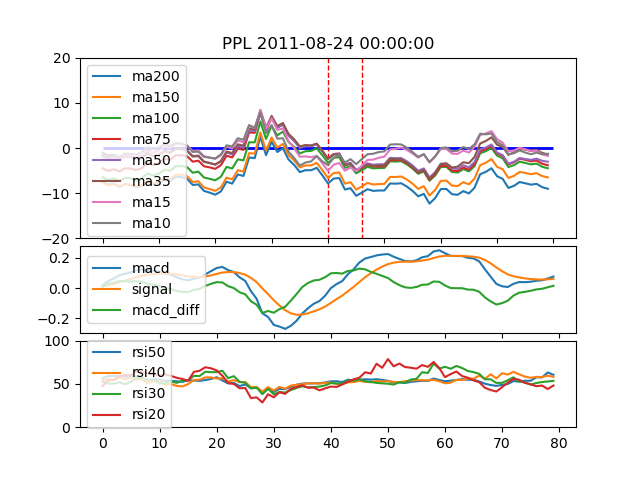 PPL 2011-08-24 00:00:00
20
10
0
−10
−20
ma200
ma150
ma100
ma75
ma50
ma35
ma15
ma10
0.2
0.0
−0.2
macd
signal
macd_diff
100
50
0
rsi50
rsi40
rsi30
rsi20
0 10 20 30 40 50 60 70 80